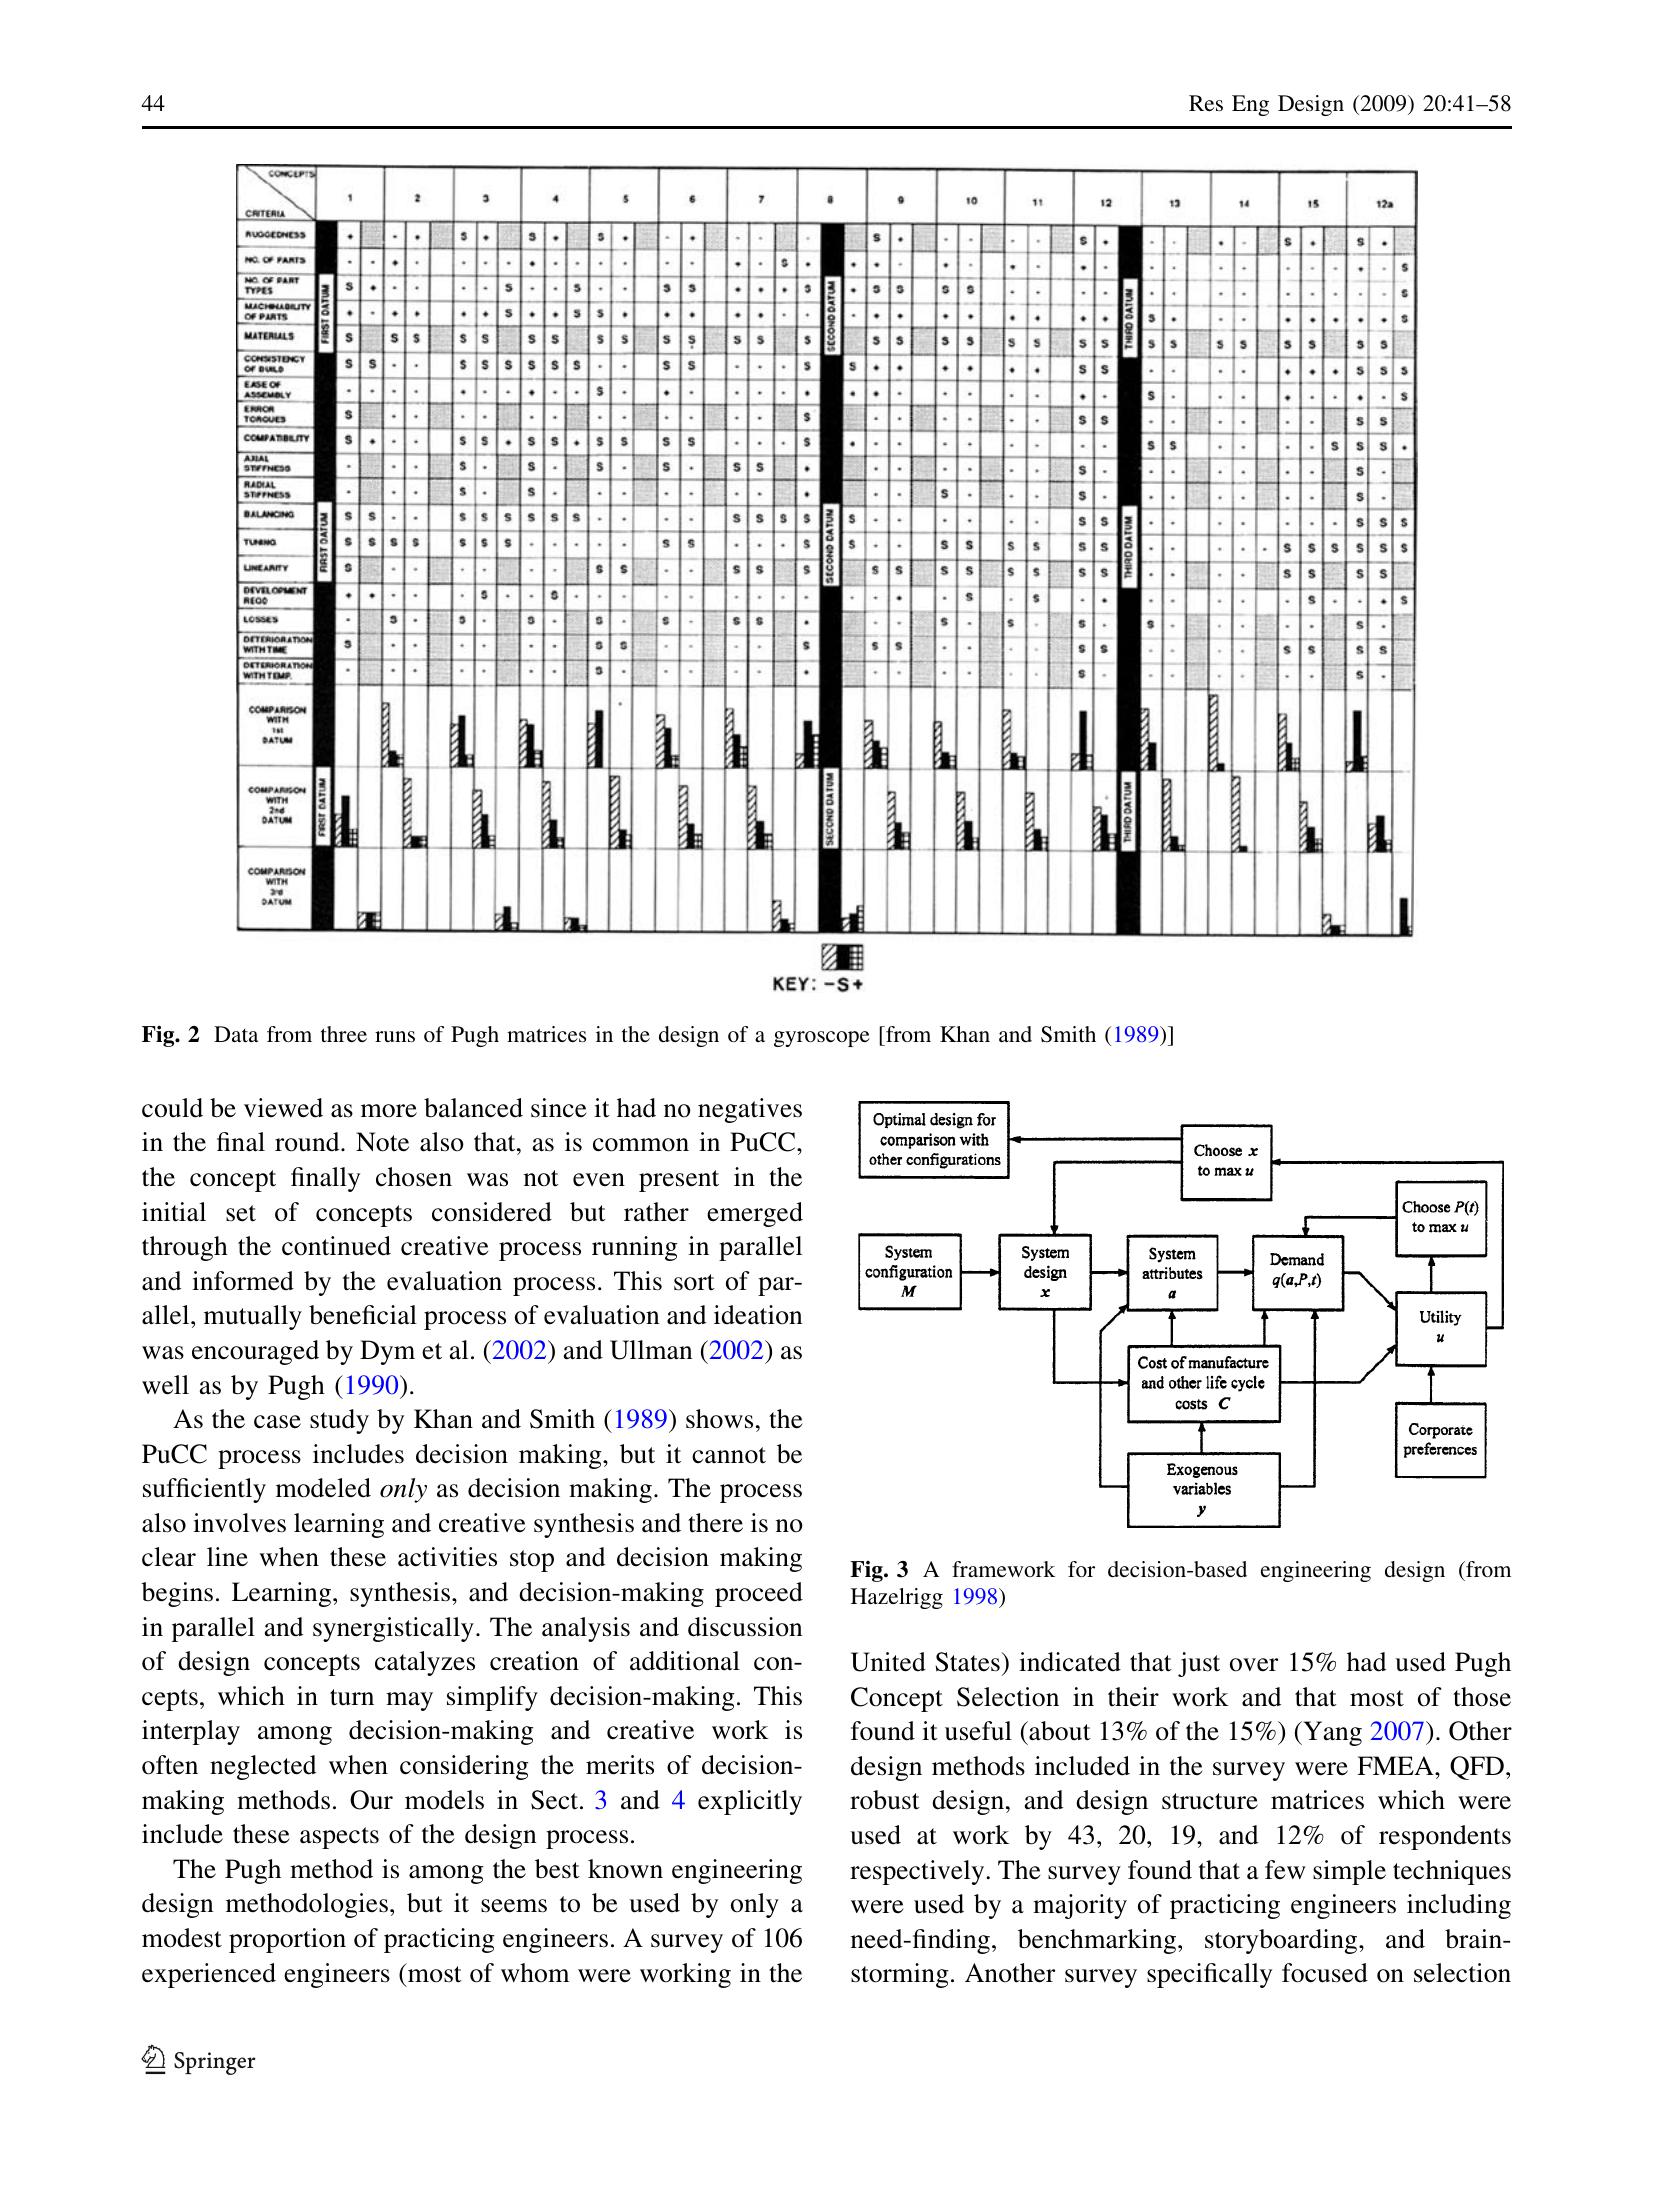 44
Res Eng Design (2009) 20:41–58
CONCEPTS
CRITERIA
1 2 3 4 5 6 7 8 9 10 11 12 13 14 15 12a
RUGGEDNESS
NO. OF PARTS
NO. OF PART
TYPES
MACHINABILITY
OF PARTS
MATERIALS
CONSISTENCY
OF BUILD
EASE OF
ASSEMBLY
ERROR
TORQUES
COMPATIBILITY
AXIAL
STIFFNESS
RADIAL
STIFFNESS
BALANCING
TUNING
LINEARITY
DEVELOPMENT
REQD
LOSSES
DETERIORATION
WITH TIME
DETERIORATION
WITH TEMP.
COMPARISON
WITH
1st
DATUM
COMPARISON
WITH
2nd
DATUM
COMPARISON
WITH
3rd
DATUM
FIRST DATUM
FIRST DATUM
FIRST DATUM
SECOND DATUM
SECOND DATUM
SECOND DATUM
THIRD DATUM
THIRD DATUM
THIRD DATUM
KEY: –S+
Fig. 2 Data from three runs of Pugh matrices in the design of a gyroscope [from Khan and Smith (1989)]
could be viewed as more balanced since it had no negatives
in the final round. Note also that, as is common in PuCC,
the concept finally chosen was not even present in the
initial set of concepts considered but rather emerged
through the continued creative process running in parallel
and informed by the evaluation process. This sort of par-
allel, mutually beneficial process of evaluation and ideation
was encouraged by Dym et al. (2002) and Ullman (2002) as
well as by Pugh (1990).
As the case study by Khan and Smith (1989) shows, the
PuCC process includes decision making, but it cannot be
sufficiently modeled only as decision making. The process
also involves learning and creative synthesis and there is no
clear line when these activities stop and decision making
begins. Learning, synthesis, and decision-making proceed
in parallel and synergistically. The analysis and discussion
of design concepts catalyzes creation of additional con-
cepts, which in turn may simplify decision-making. This
interplay among decision-making and creative work is
often neglected when considering the merits of decision-
making methods. Our models in Sect. 3 and 4 explicitly
include these aspects of the design process.
The Pugh method is among the best known engineering
design methodologies, but it seems to be used by only a
modest proportion of practicing engineers. A survey of 106
experienced engineers (most of whom were working in the
Optimal design for
comparison with
other configurations
Choose x
to max u
Choose P(t)
to max u
System
configuration
M
System
design
x
System
attributes
a
Demand
q(a,P,t)
Utility
u
Cost of manufacture
and other life cycle
costs C
Corporate
preferences
Exogenous
variables
y
Fig. 3 A framework for decision-based engineering design (from
Hazelrigg 1998)
United States) indicated that just over 15% had used Pugh
Concept Selection in their work and that most of those
found it useful (about 13% of the 15%) (Yang 2007). Other
design methods included in the survey were FMEA, QFD,
robust design, and design structure matrices which were
used at work by 43, 20, 19, and 12% of respondents
respectively. The survey found that a few simple techniques
were used by a majority of practicing engineers including
need-finding, benchmarking, storyboarding, and brain-
storming. Another survey specifically focused on selection
Springer